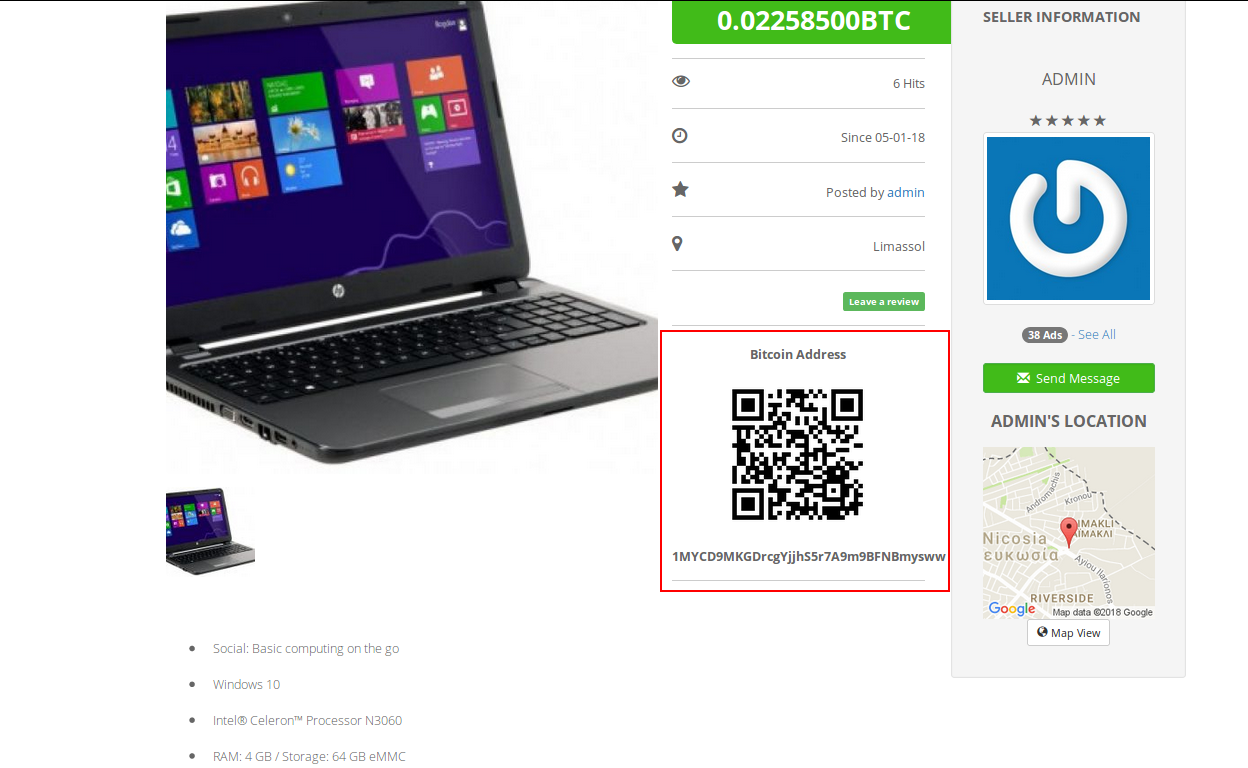 0.02258500BTC
6 Hits
Since 05-01-18
Posted by admin
Limassol
Leave a review
Bitcoin Address
1MYCD9MKGDrcgYjjhS5r7A9m9BFNBmysww
SELLER INFORMATION
ADMIN
38 Ads - See All
Send Message
ADMIN'S LOCATION
Andromachis
Kronou
IMAKLI
ΙΜΑΚΛΙ
Nicosia
ευκωσία
Ayiou Ilarionos
RIVERSIDE
Google
Map data ©2018 Google
Map View
hp
Social: Basic computing on the go
Windows 10
Intel® Celeron™ Processor N3060
RAM: 4 GB / Storage: 64 GB eMMC